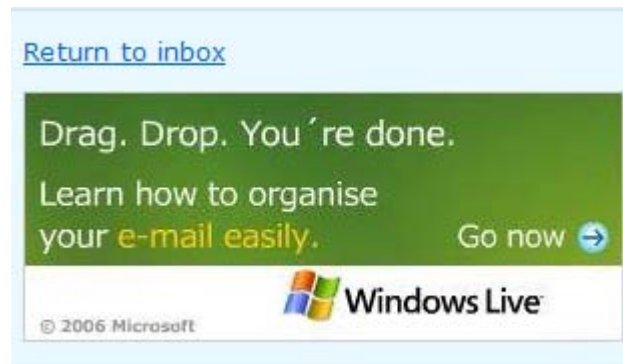 Return to inbox
Drag. Drop. You´re done.
Learn how to organise
your e-mail easily.
Go now
Windows Live
© 2006 Microsoft